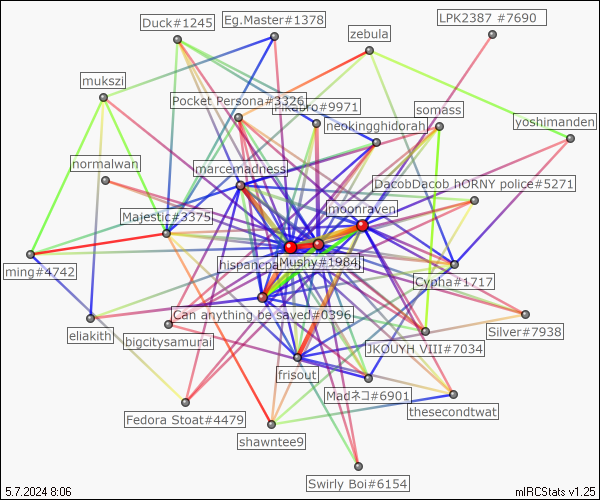 LPK2387 #7690
Duck#1245
Eg.Master#1378
zebula
mukszi
Pocket Persona#3326
#9971
somass
yoshimanden
neokingghidorah
normalwan
marcemadness
DacobDacob hORNY police#5271
Majestic#3375
moonraven
ming#4742
Mushy#1984
Cypha#1717
Can anything be saved#0396
Silver#7938
eliakith
bigcitysamurai
JKOUYH VIII#7034
frisout
Madネコ#6901
Fedora Stoat#4479
thesecondtwat
shawntee9
Swirly Boi#6154
5.7.2024 8:06
mIRCStats v1.25